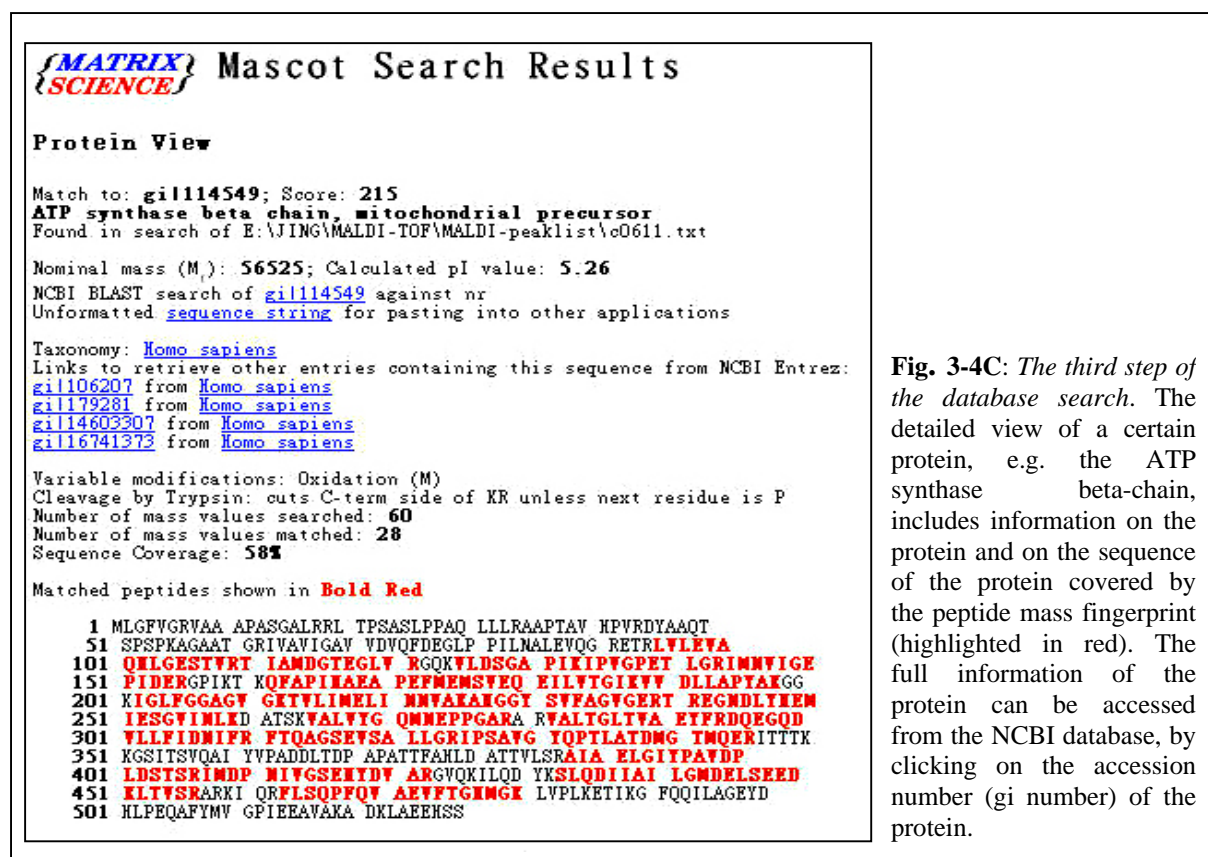 {MATRIX SCIENCE} Mascot Search Results
Protein View
Match to: gi|114549; Score: 215
ATP synthase beta chain, mitochondrial precursor
Found in search of E:\JING\MALDI-TOF\MALDI-peaklist\c0611.txt
Nominal mass (Mr): 56525; Calculated pI value: 5.26
NCBI BLAST search of gi|114549 against nr
Unformatted sequence string for pasting into other applications
Taxonomy: Homo sapiens
Links to retrieve other entries containing this sequence from NCBI Entrez:
gi|106207 from Homo sapiens
gi|179281 from Homo sapiens
gi|14603307 from Homo sapiens
gi|16741373 from Homo sapiens
Variable modifications: Oxidation (M)
Cleavage by Trypsin: cuts C-term side of KR unless next residue is P
Number of mass values searched: 60
Number of mass values matched: 28
Sequence Coverage: 58%
Matched peptides shown in Bold Red
1 MLGFVGRVAA APASGALRRL TPSASLPPAQ LLLRAAPTAV HPVRDYAAQT
51 SPSPKAGAAT GRIVAVIGAV VDVQFDEGLP PILNALEVQG RETRLVLEVA
101 QHLGESTVRT IAMDGTEGLV RGQKVLDSGA PIKIPVGPET LGRIMNVIGE
151 PIDERGPIKT KQFAPIHAEA PEFMEMSVEQ EILVTGIKVV DLLAPYAKGG
201 KIGLFGGAGV GKTVLIMELI NNVAKAHGGY SVFAGVGERT REGNDLYHEM
251 IESGVINLKD ATSKVALVYG QMNEPPGARA RVALTGLTVA EYFRDQEGQD
301 VLLFIDNIFR FTQAGSEVSA LLGRIPSAVG YQPTLATDMG TMQERITTTK
351 KGSITSVQAI YVPADDLTDP APATTFAHLD ATTVLSRAIA ELGIYPAVDP
401 LDSTSRIMDP NIVGSEHYDV ARGVQKILQD YKSLQDIIAI LGMDELSEED
451 KLTVSRARKI QRFLSQPFQV AEVFTGHMGK LVPLKETIKG FQQILAGEYD
501 HLPEQAFYMV GPIEEAVAKA DKLAEEHSS
Fig. 3-4C: The third step of
the database search. The
detailed view of a certain
protein, e.g. the ATP
synthase beta-chain,
includes information on the
protein and on the sequence
of the protein covered by
the peptide mass fingerprint
(highlighted in red). The
full information of the
protein can be accessed
from the NCBI database, by
clicking on the accession
number (gi number) of the
protein.